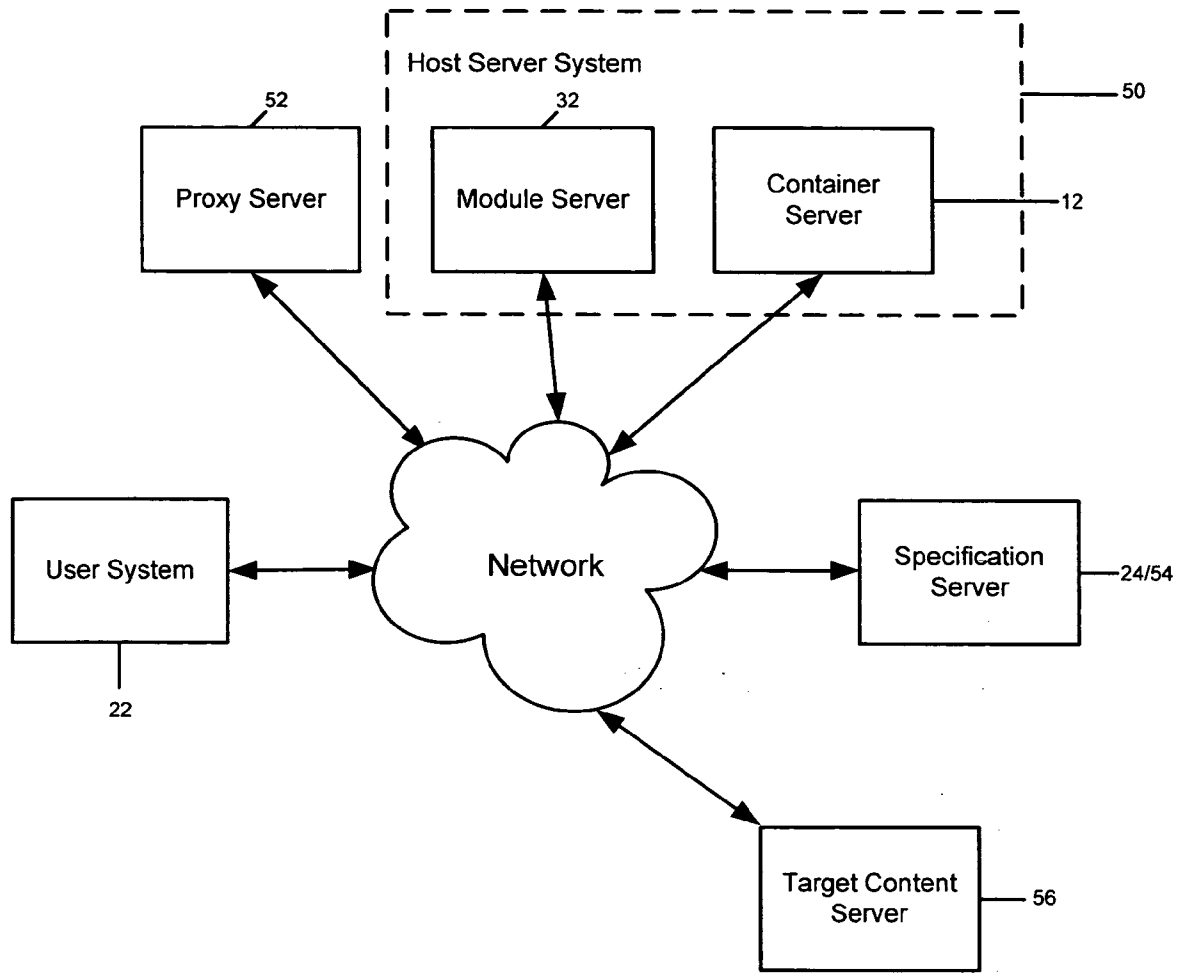 Host Server System
50
52
32
Proxy Server
Module Server
Container
Server
12
User System
22
Network
Specification
Server
24/54
Target Content
Server
56